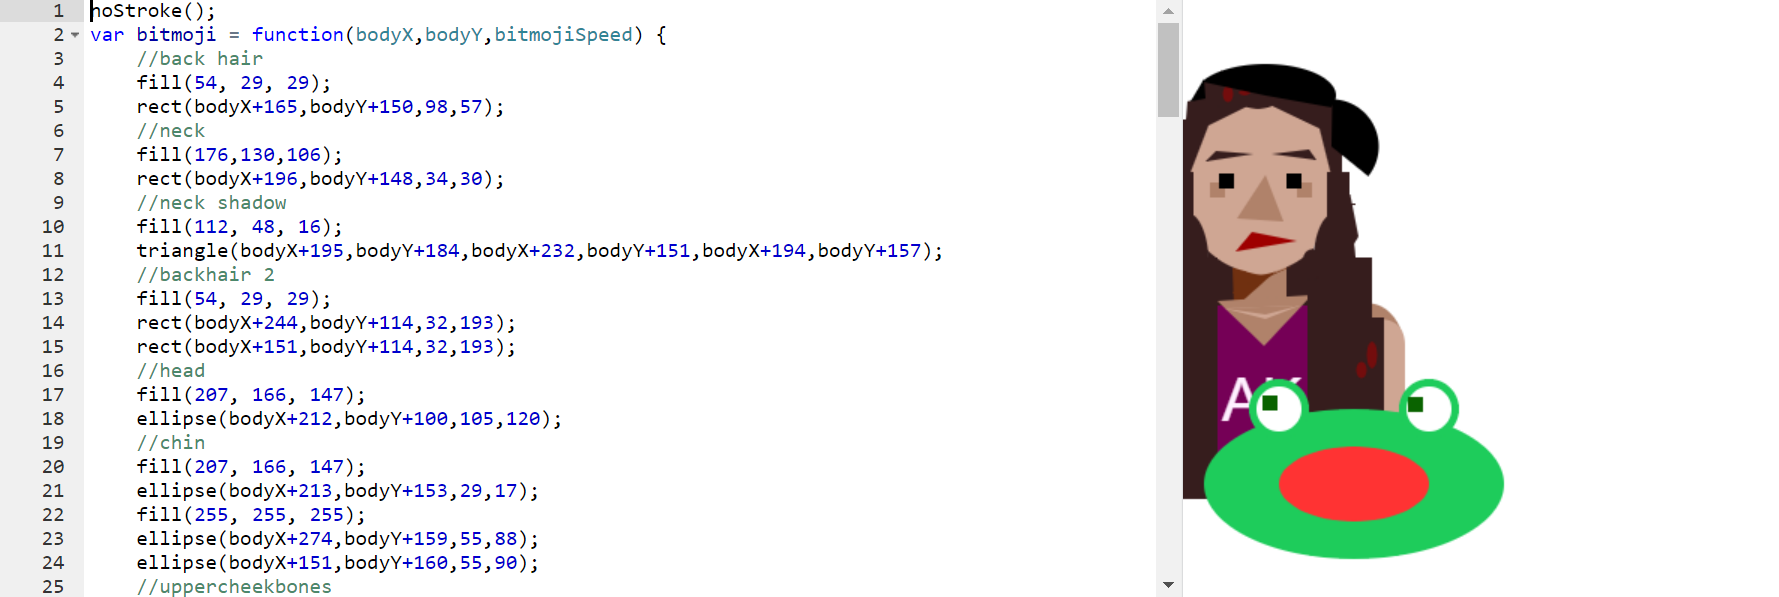 1 noStroke();
2 var bitmoji = function(bodyX,bodyY,bitmojiSpeed) {
3 //back hair
4 fill(54, 29, 29);
5 rect(bodyX+165,bodyY+150,98,57);
6 //neck
7 fill(176,130,106);
8 rect(bodyX+196,bodyY+148,34,30);
9 //neck shadow
10 fill(112, 48, 16);
11 triangle(bodyX+195,bodyY+184,bodyX+232,bodyY+151,bodyX+194,bodyY+157);
12 //backhair 2
13 fill(54, 29, 29);
14 rect(bodyX+244,bodyY+114,32,193);
15 rect(bodyX+151,bodyY+114,32,193);
16 //head
17 fill(207, 166, 147);
18 ellipse(bodyX+212,bodyY+100,105,120);
19 //chin
20 fill(207, 166, 147);
21 ellipse(bodyX+213,bodyY+153,29,17);
22 fill(255, 255, 255);
23 ellipse(bodyX+274,bodyY+159,55,88);
24 ellipse(bodyX+151,bodyY+160,55,90);
25 //uppercheekbones